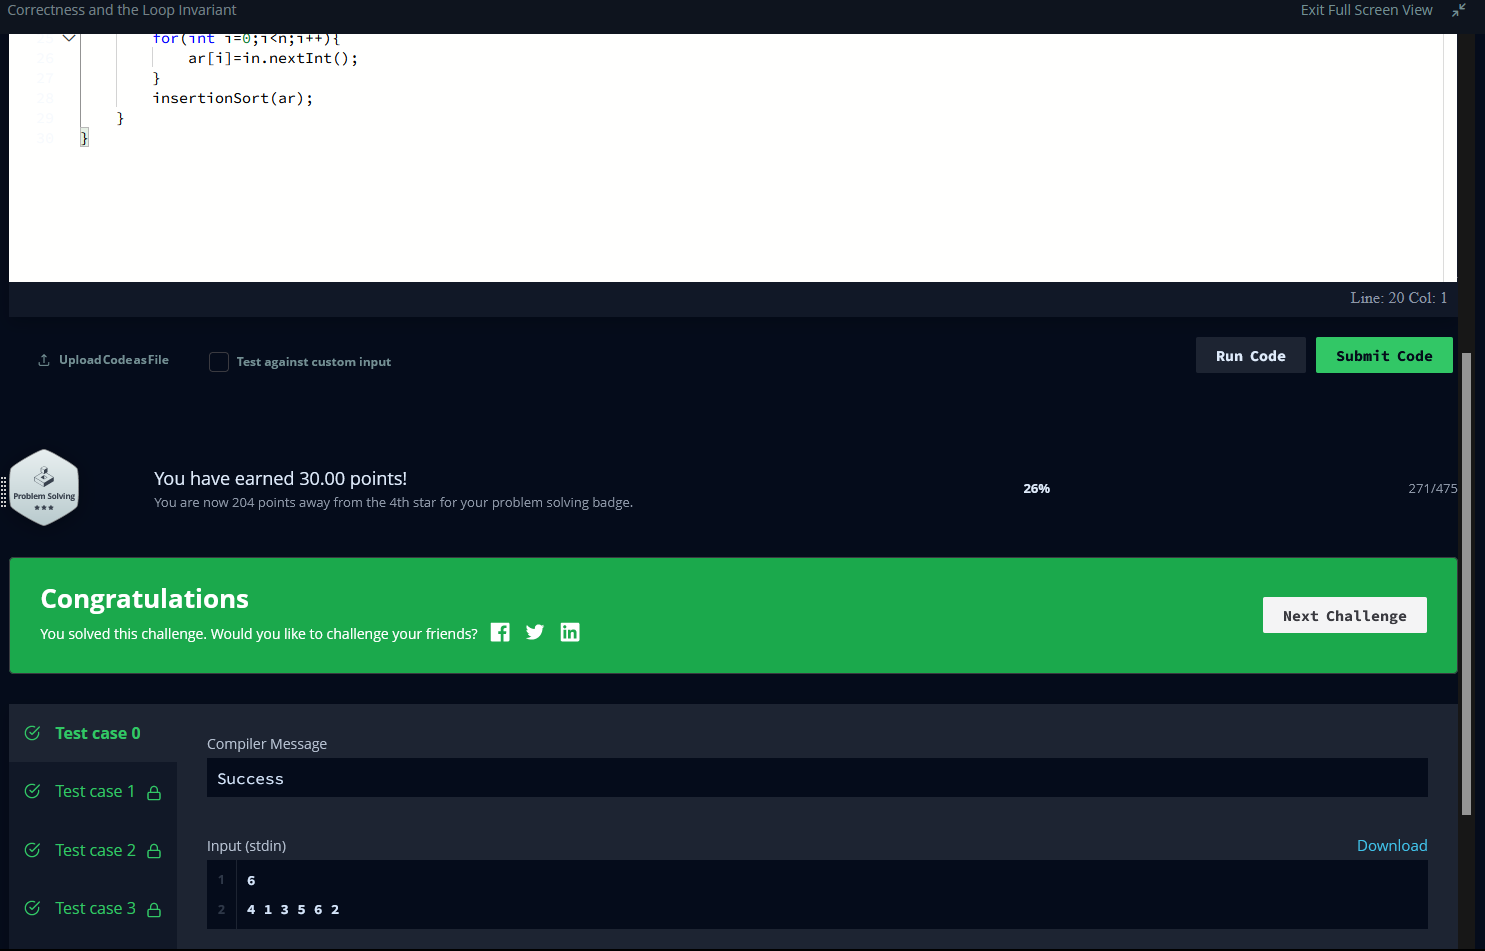 Correctness and the Loop Invariant
Exit Full Screen View
for(int i=0;i<n;i++){
26 ar[i]=in.nextInt();
27 }
28 insertionSort(ar);
29 }
}
Line: 20 Col: 1
Upload Code as File
Test against custom input
Run Code
Submit Code
Problem Solving
★★★
You have earned 30.00 points!
You are now 204 points away from the 4th star for your problem solving badge.
26%
271/475
Congratulations
You solved this challenge. Would you like to challenge your friends?
Next Challenge
Test case 0
Compiler Message
Success
Test case 1
Test case 2
Input (stdin)
Download
1 6
2 4 1 3 5 6 2
Test case 3